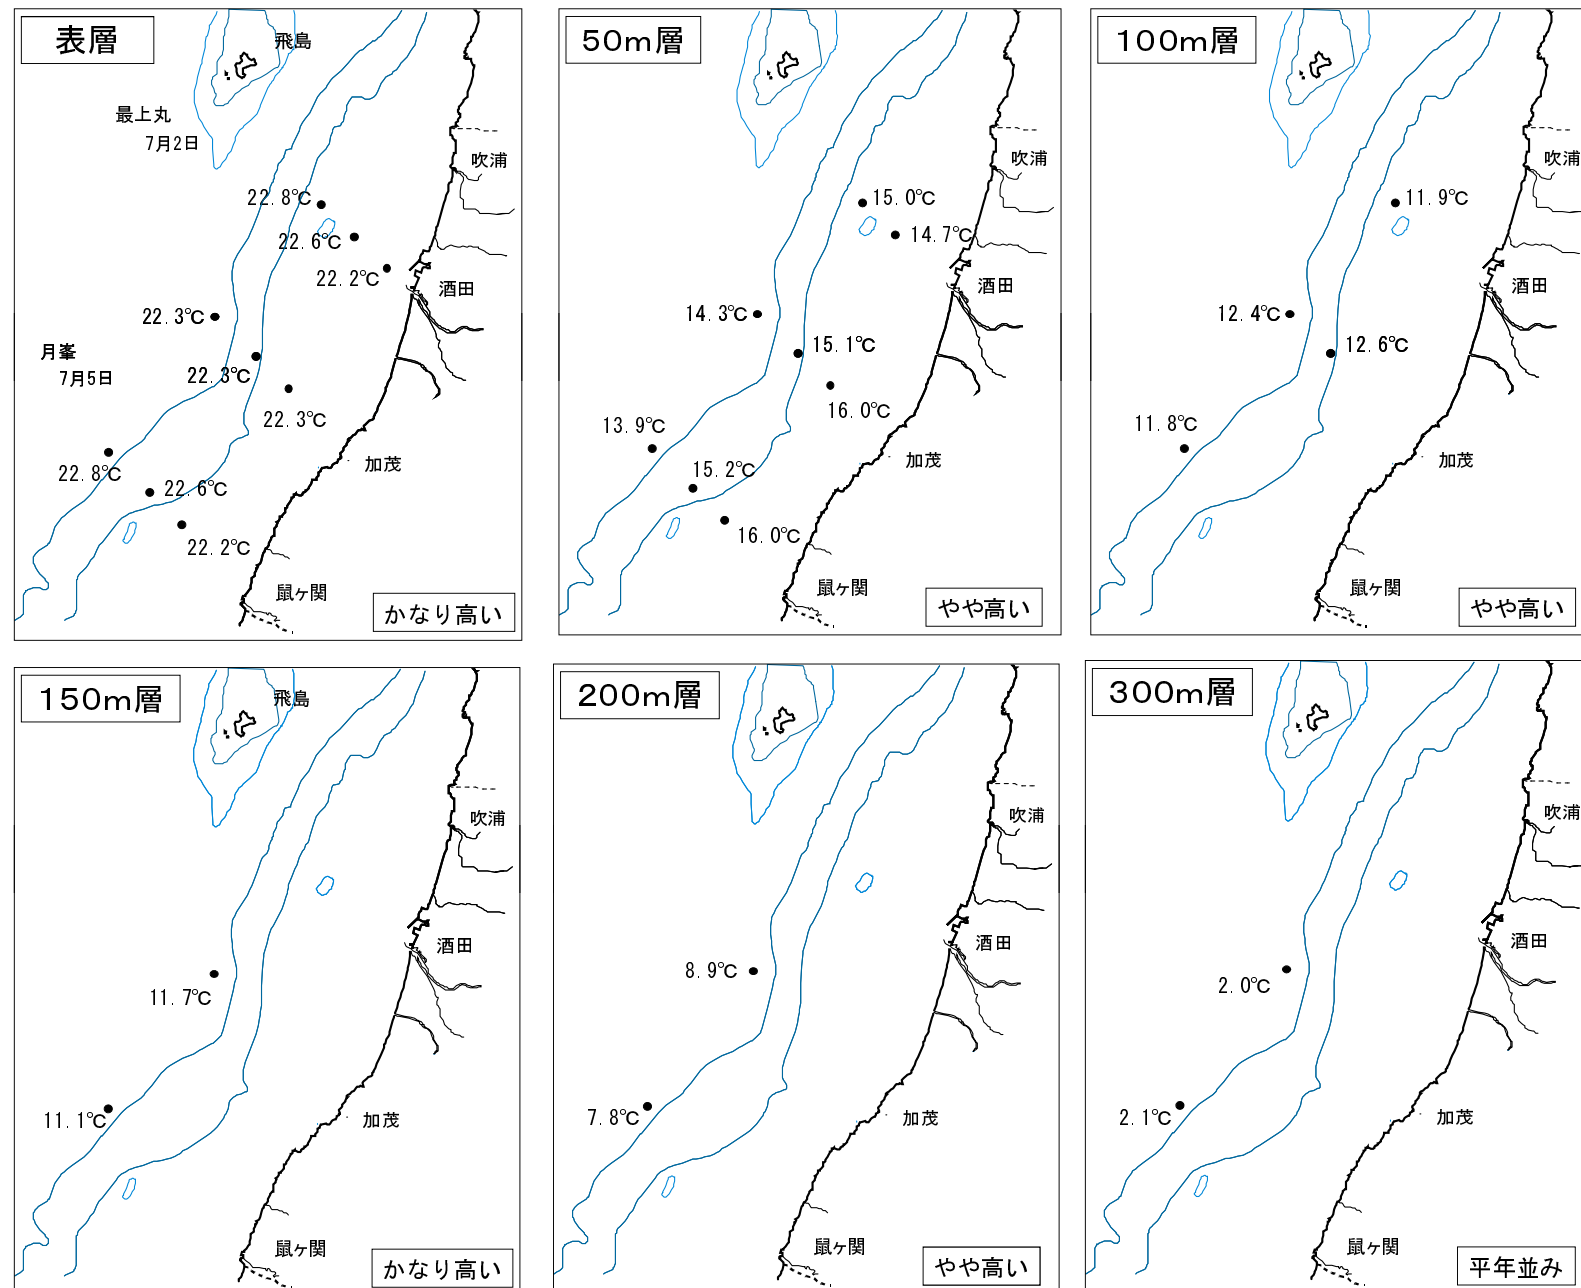 表層
飛島
最上丸
7月2日
吹浦
22.8℃
22.6℃
22.2℃
酒田
22.3℃
月峯
7月5日
22.3℃
22.3℃
加茂
22.8℃
22.6℃
22.2℃
鼠ヶ関
かなり高い
50m層
吹浦
15.0℃
14.7℃
酒田
14.3℃
15.1℃
16.0℃
13.9℃
加茂
15.2℃
16.0℃
鼠ヶ関
やや高い
100m層
吹浦
11.9℃
酒田
12.4℃
12.6℃
11.8℃
加茂
鼠ヶ関
やや高い
150m層
飛島
吹浦
酒田
11.7℃
11.1℃
加茂
鼠ヶ関
かなり高い
200m層
吹浦
酒田
8.9℃
7.8℃
加茂
鼠ヶ関
やや高い
300m層
吹浦
酒田
2.0℃
2.1℃
加茂
鼠ヶ関
平年並み